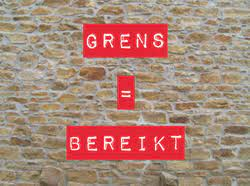 GRENS
=
BEREIKT